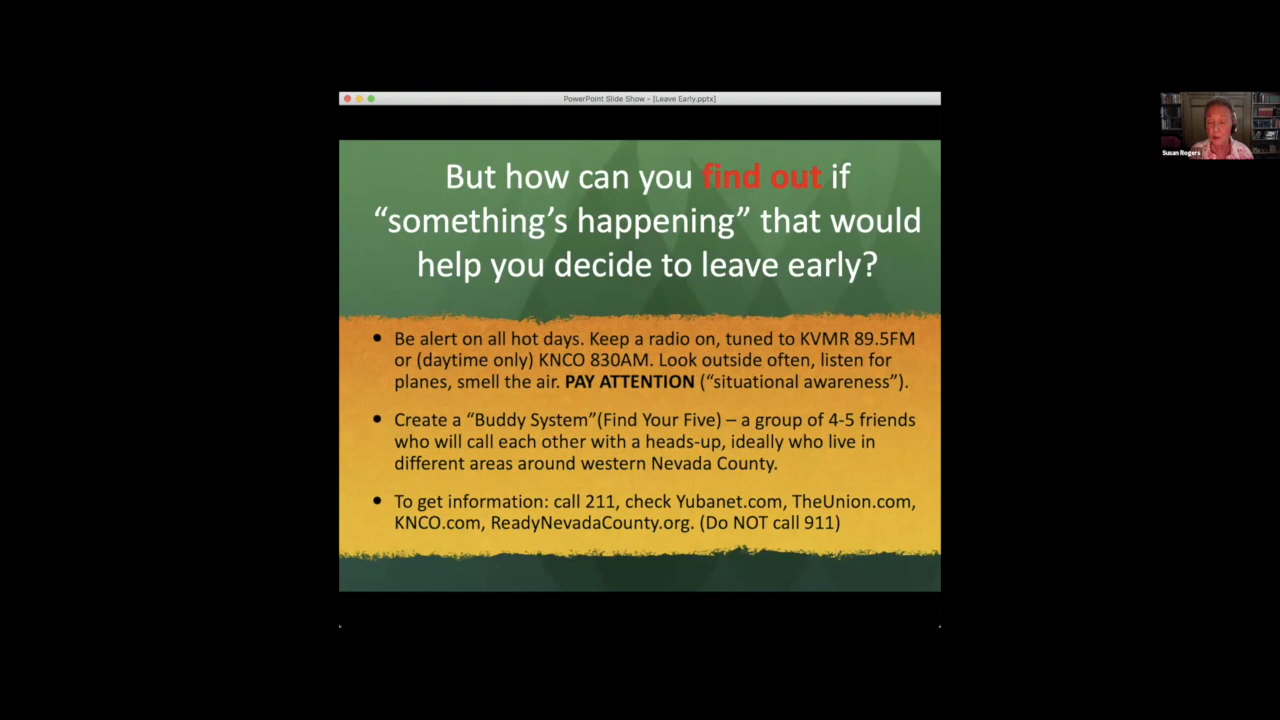 PowerPoint Slide Show - [Leave Early.pptx]
But how can you find out if
“something’s happening” that would
help you decide to leave early?
• Be alert on all hot days. Keep a radio on, tuned to KVMR 89.5FM
or (daytime only) KNCO 830AM. Look outside often, listen for
planes, smell the air. PAY ATTENTION (“situational awareness”).
• Create a “Buddy System”(Find Your Five) – a group of 4-5 friends
who will call each other with a heads-up, ideally who live in
different areas around western Nevada County.
• To get information: call 211, check Yubanet.com, TheUnion.com,
KNCO.com, ReadyNevadaCounty.org. (Do NOT call 911)
Susan Rogers